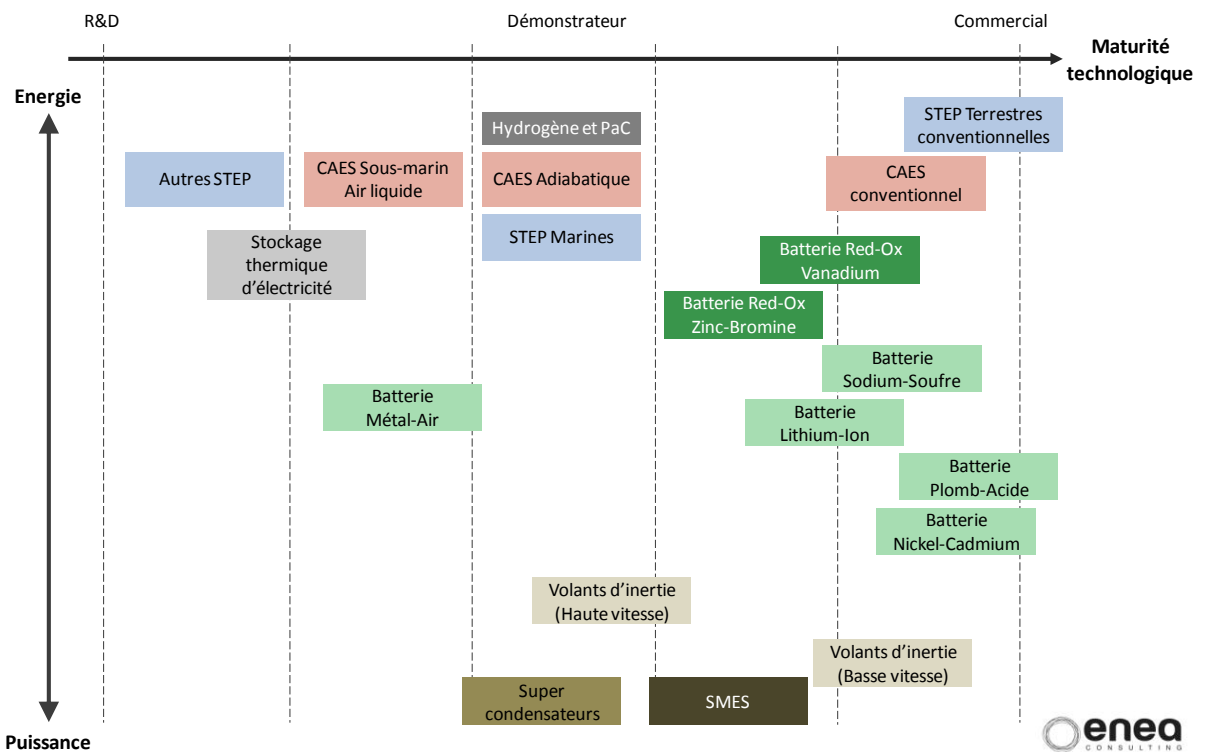 R&D
Démonstrateur
Commercial
Maturité
technologique
Energie
STEP Terrestres
conventionnelles
Hydrogène et PaC
Autres STEP
CAES Sous-marin
Air liquide
CAES Adiabatique
CAES
conventionnel
STEP Marines
Stockage
thermique
d'électricité
Batterie Red-Ox
Vanadium
Batterie Red-Ox
Zinc-Bromine
Batterie
Sodium-Soufre
Batterie
Métal-Air
Batterie
Lithium-Ion
Batterie
Plomb-Acide
Batterie
Nickel-Cadmium
Volants d'inertie
(Haute vitesse)
Volants d'inertie
(Basse vitesse)
Super
condensateurs
SMES
Puissance
enea
CONSULTING